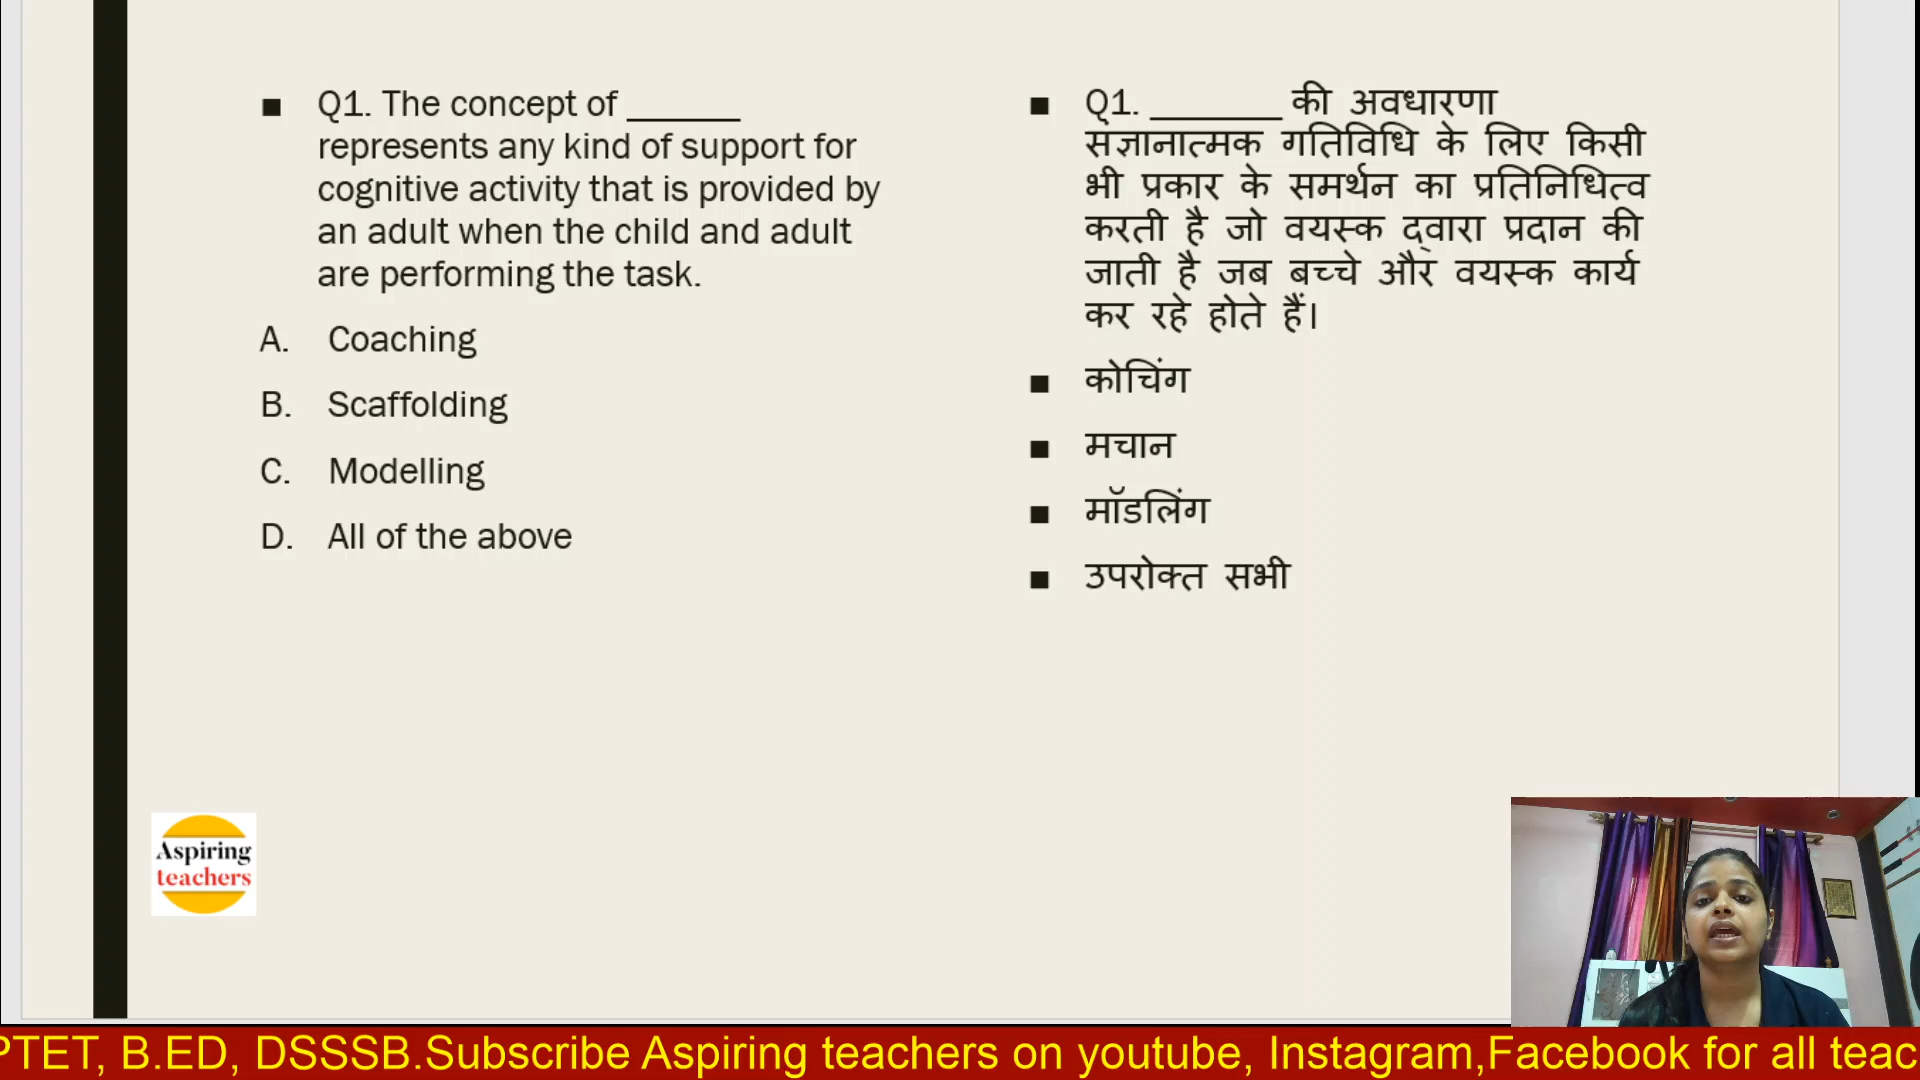 Q1. The concept of ______
represents any kind of support for
cognitive activity that is provided by
an adult when the child and adult
are performing the task.
A. Coaching
B. Scaffolding
C. Modelling
D. All of the above
Q1. _______ की अवधारणा
संज्ञानात्मक गतिविधि के लिए किसी
भी प्रकार के समर्थन का प्रतिनिधित्व
करती है जो वयस्क द्वारा प्रदान की
जाती है जब बच्चे और वयस्क कार्य
कर रहे होते हैं।
कोचिंग
मचान
मॉडलिंग
उपरोक्त सभी
Aspiring
teachers
PTET, B.ED, DSSSB.Subscribe Aspiring teachers on youtube, Instagram,Facebook for all teac